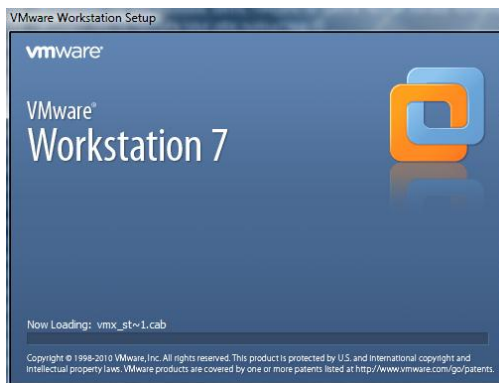 VMware Workstation Setup
vmware
VMware®
Workstation 7
Now Loading: vmx_st~1.cab
Copyright © 1998-2010 VMware, Inc. All rights reserved. This product is protected by U.S. and international copyright and
intellectual property laws. VMware products are covered by one or more patents listed at http://www.vmware.com/go/patents.